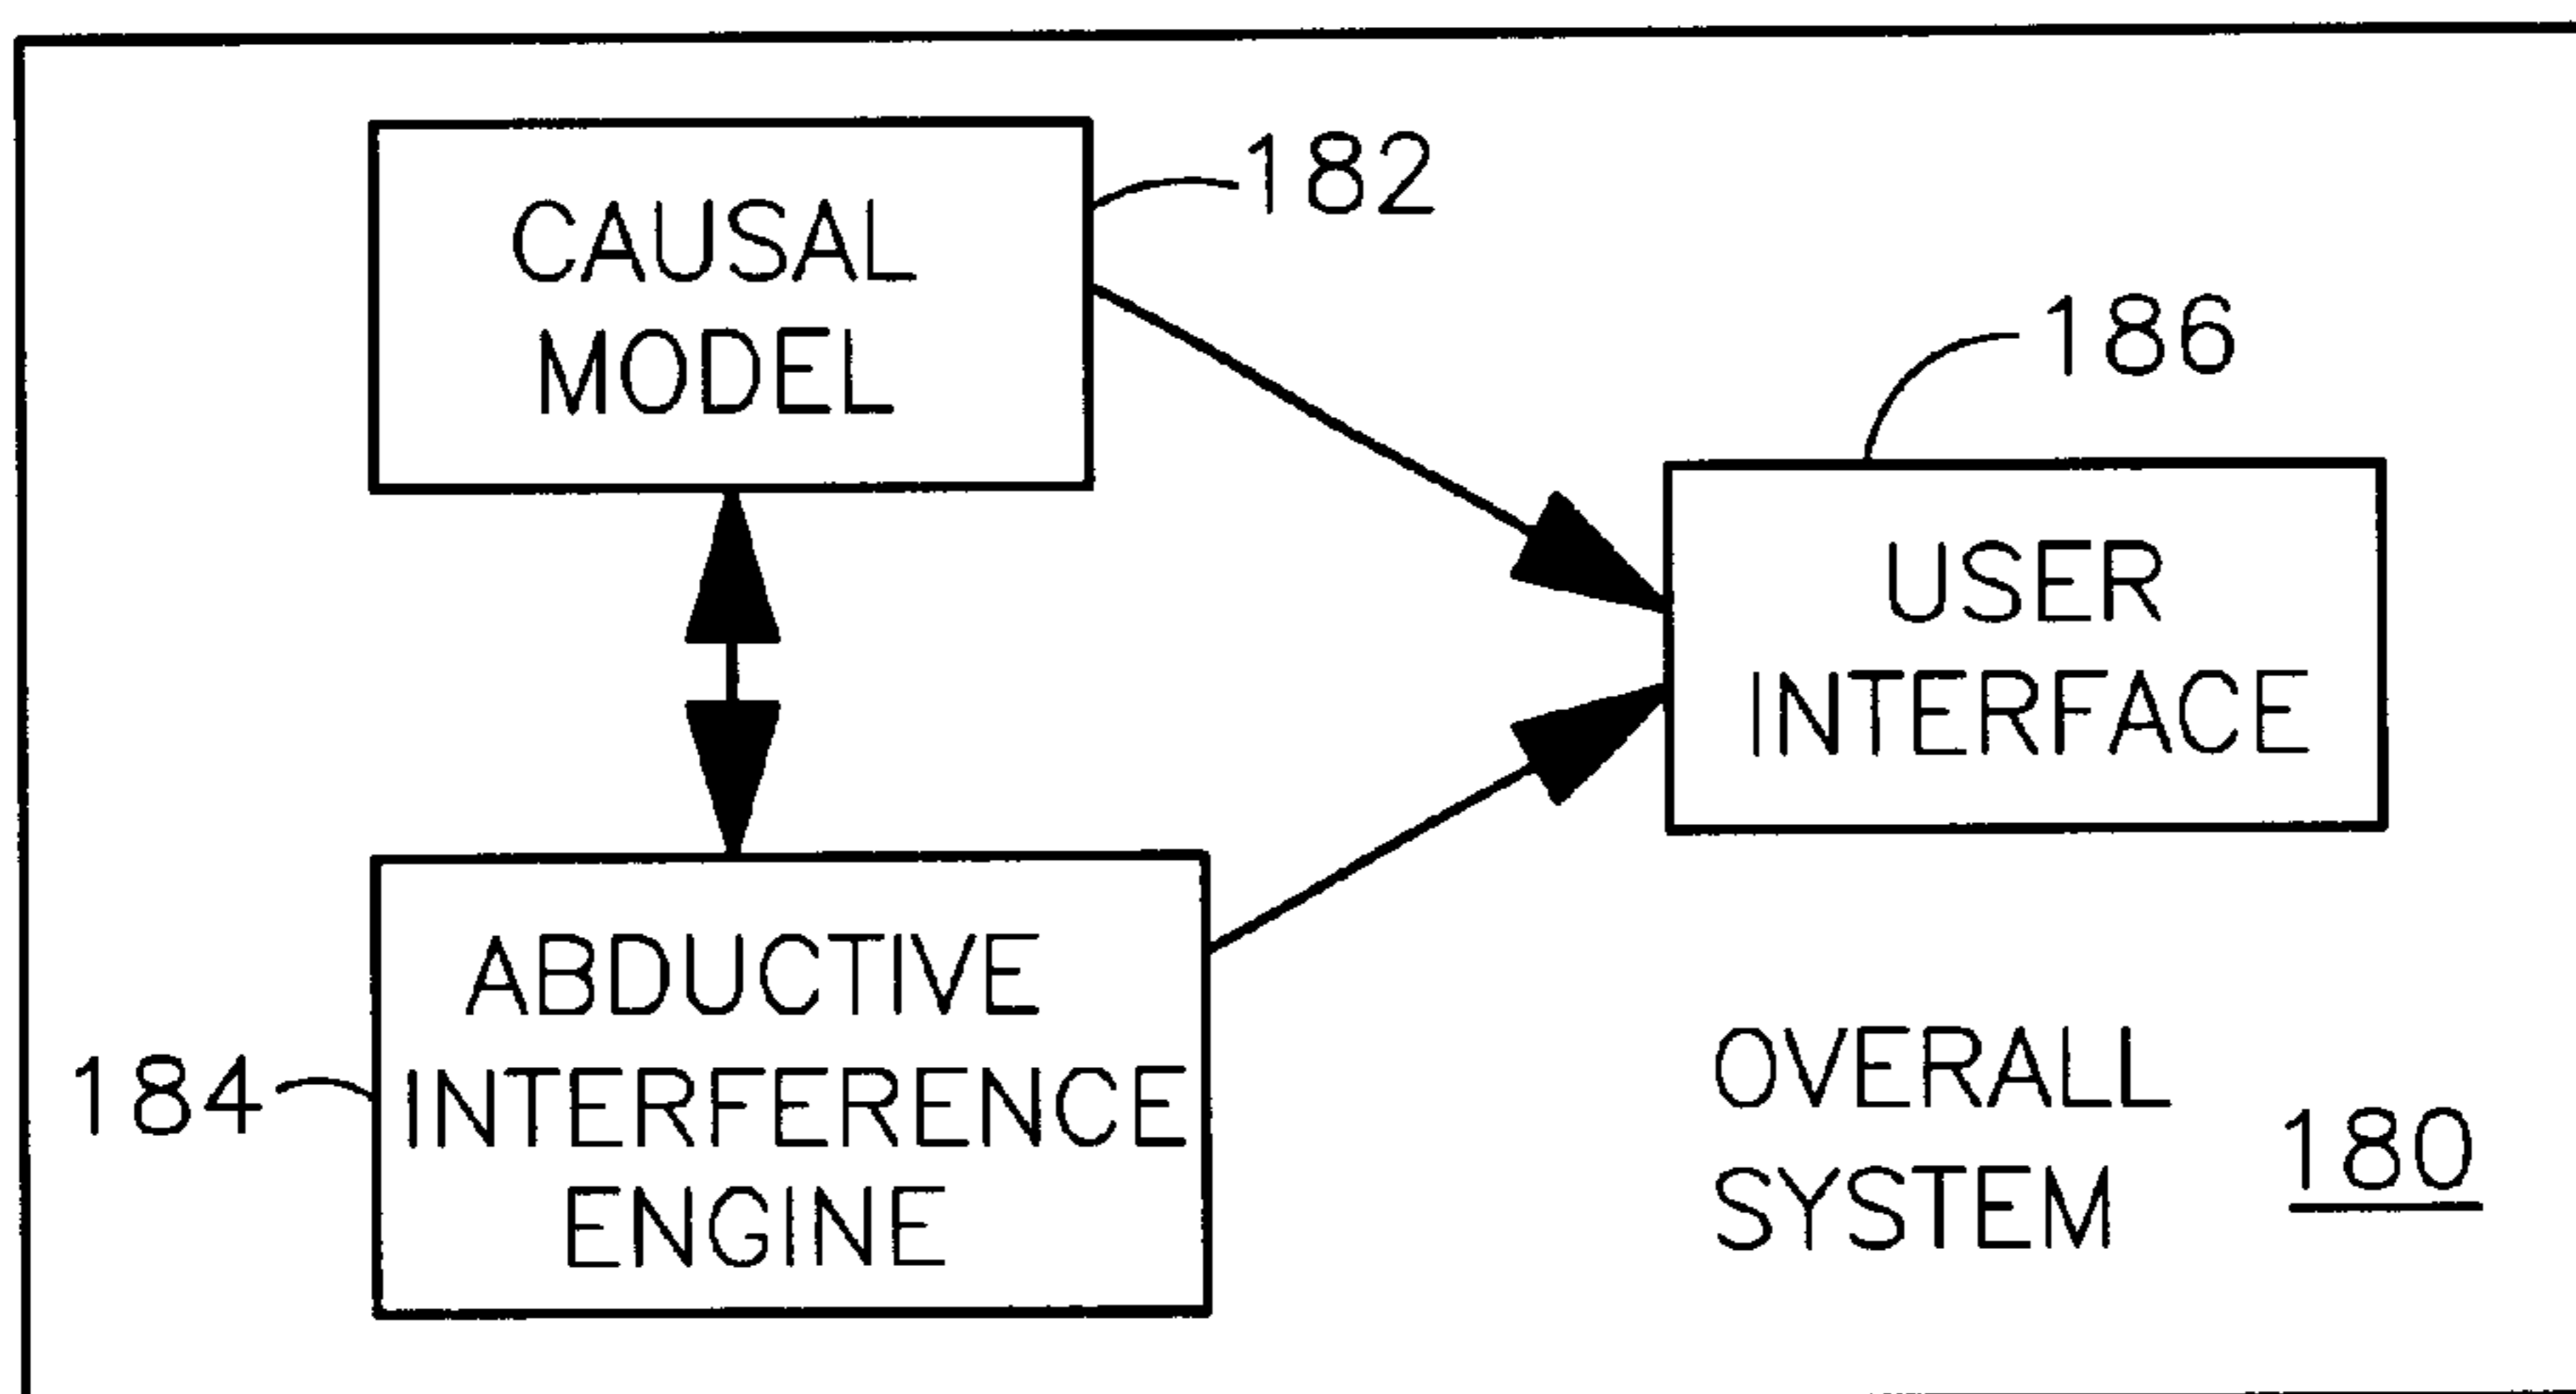 CAUSAL
MODEL
182
186
USER
INTERFACE
184
ABDUCTIVE
INTERFERENCE
ENGINE
OVERALL
SYSTEM
180